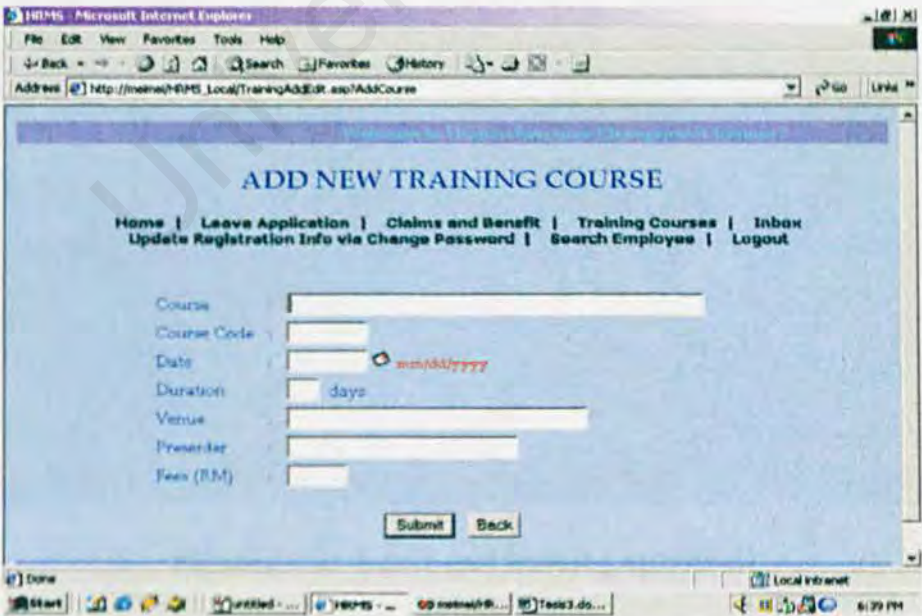 HRMS - Microsoft Internet Explorer
File Edit View Favorites Tools Help
Back Search Favorites History
Address http://meimei/HRMS_Local/TrainingAddEdit.asp?AddCourse Go Links »
ADD NEW TRAINING COURSE
Home | Leave Application | Claims and Benefit | Training Courses | Inbox
Update Registration Info via Change Password | Search Employee | Logout
Course :
Course Code :
Date : mm/dd/yyyy
Duration : days
Venue :
Presenter :
Fees (RM) :
Submit Back
Done Local intranet
Start untitled - ... HRMS - ... Tesis3.do... 6:39 PM